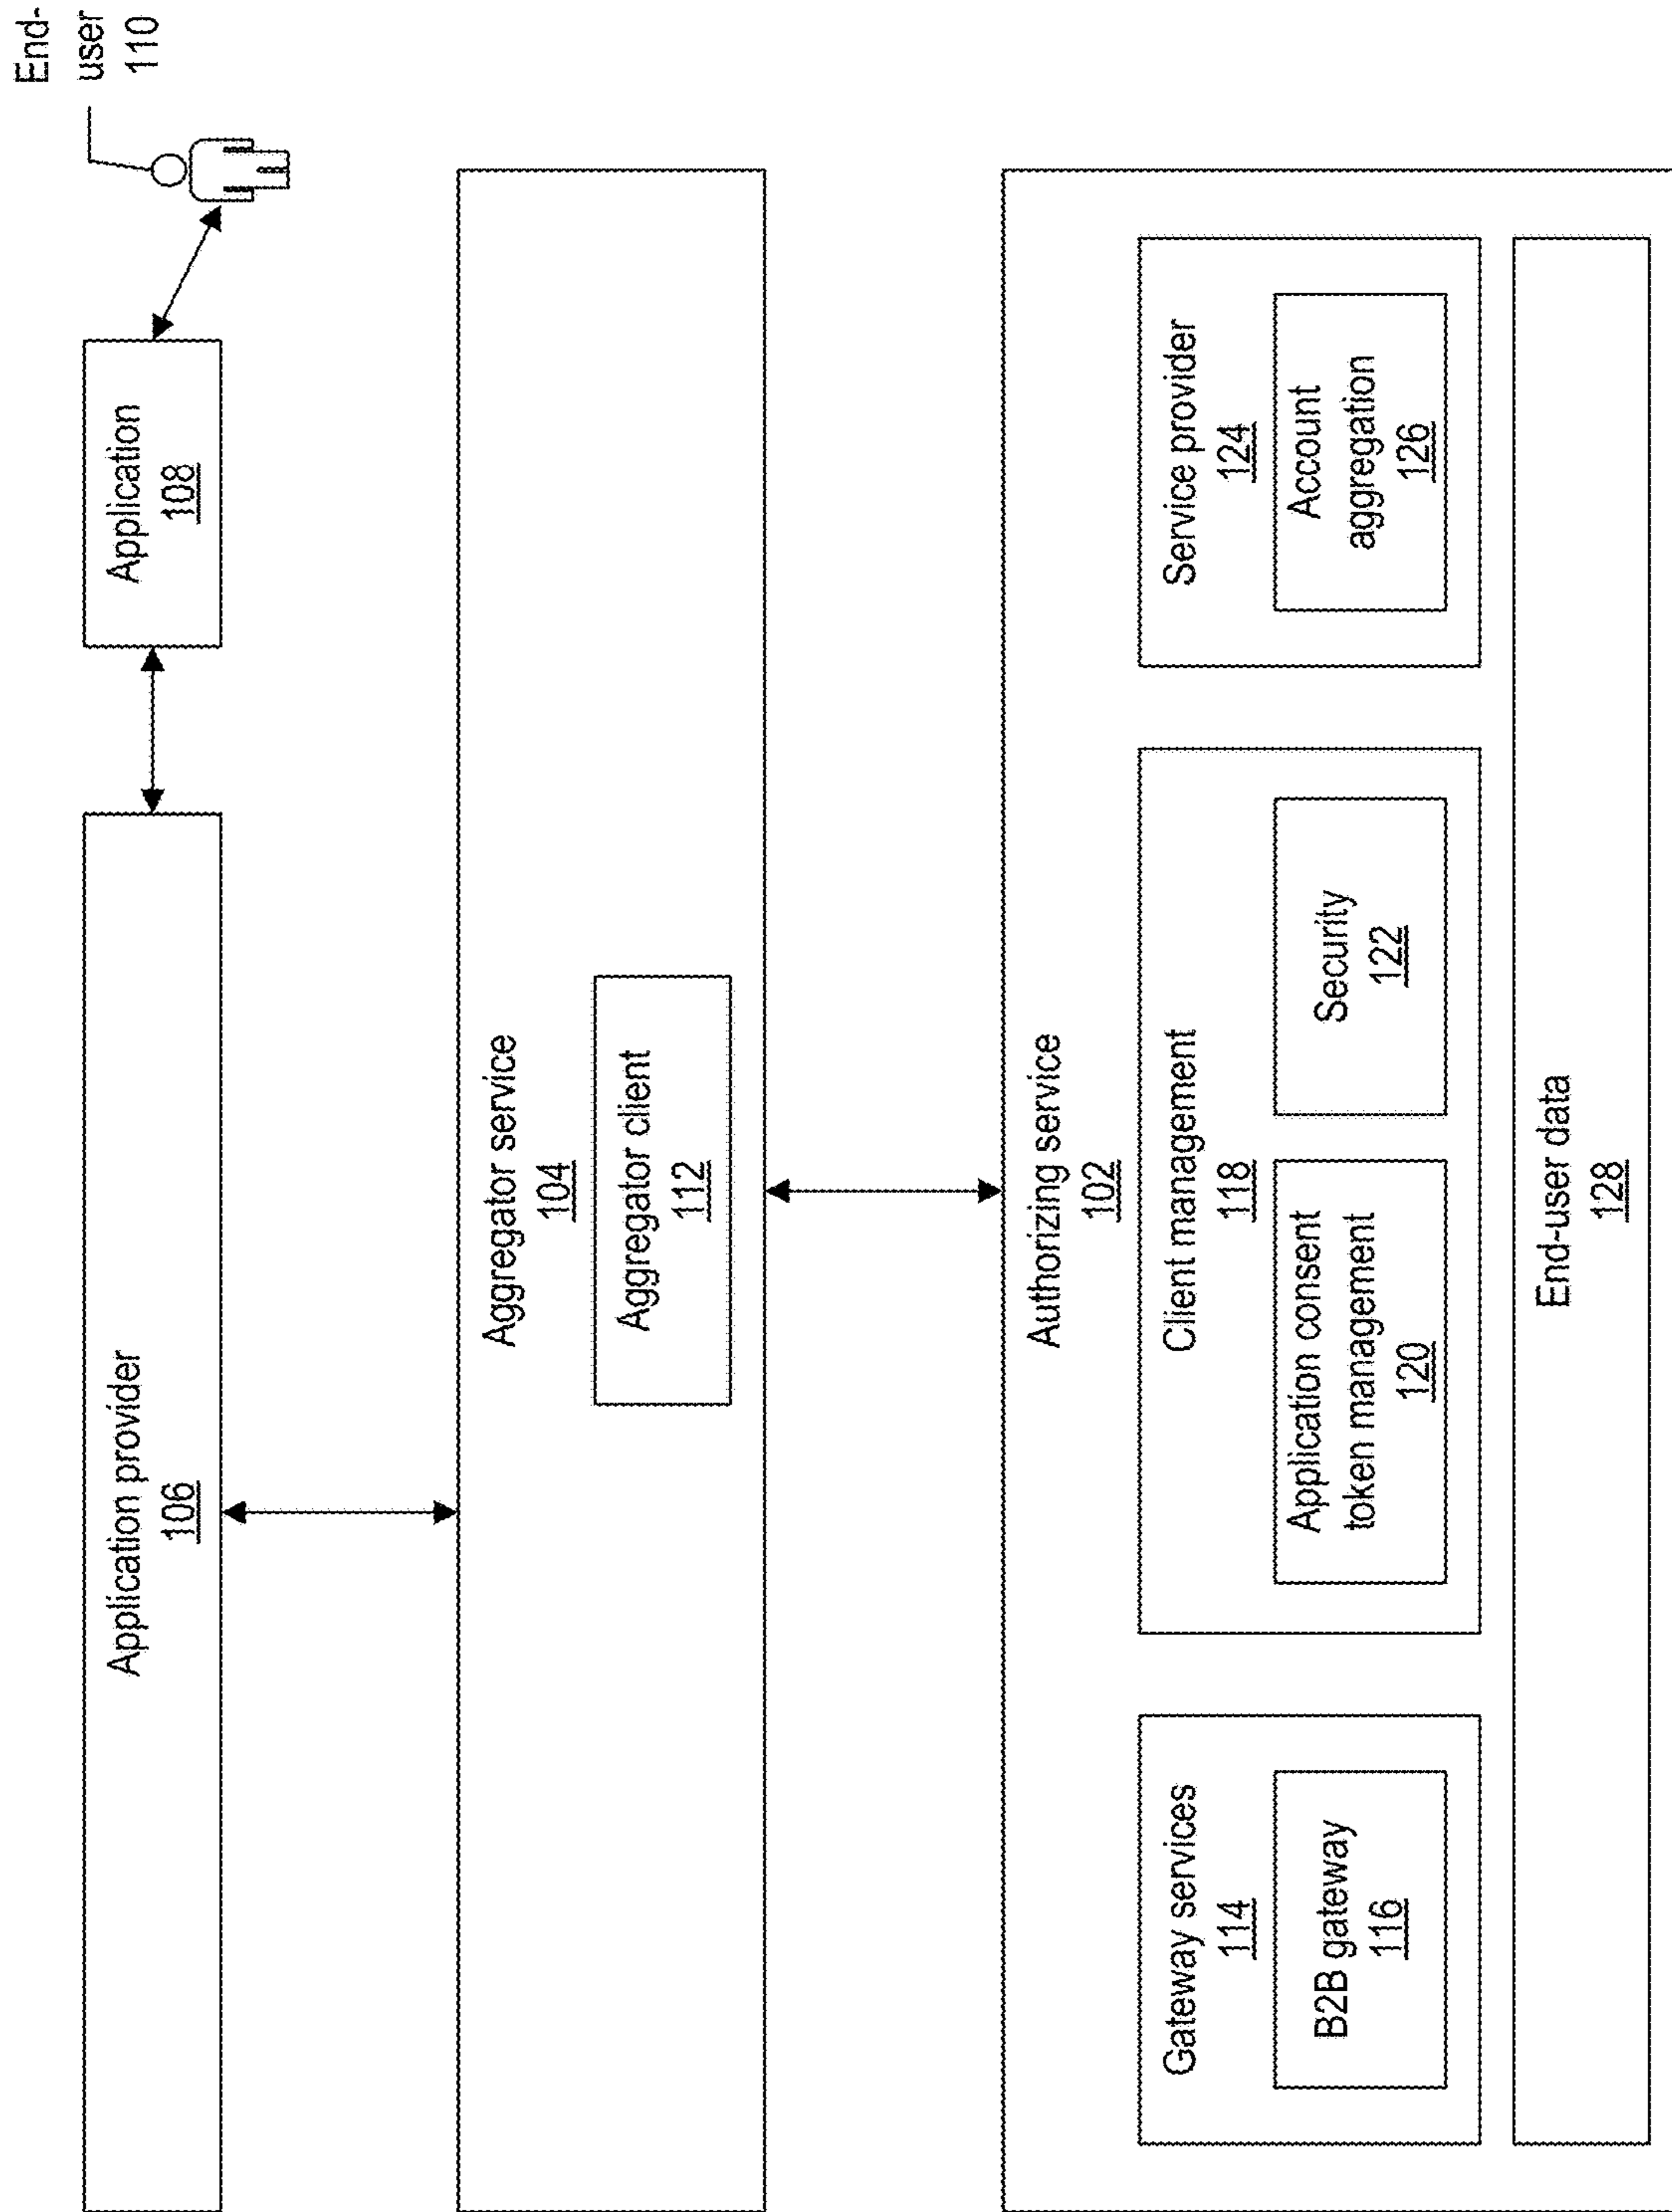 End-
user
110
Application provider
106
Application
108
Aggregator service
104
Aggregator client
112
Authorizing service
102
Gateway services
114
B2B gateway
116
Client management
118
Application consent
token management
120
Security
122
Service provider
124
Account
aggregation
126
End-user data
128